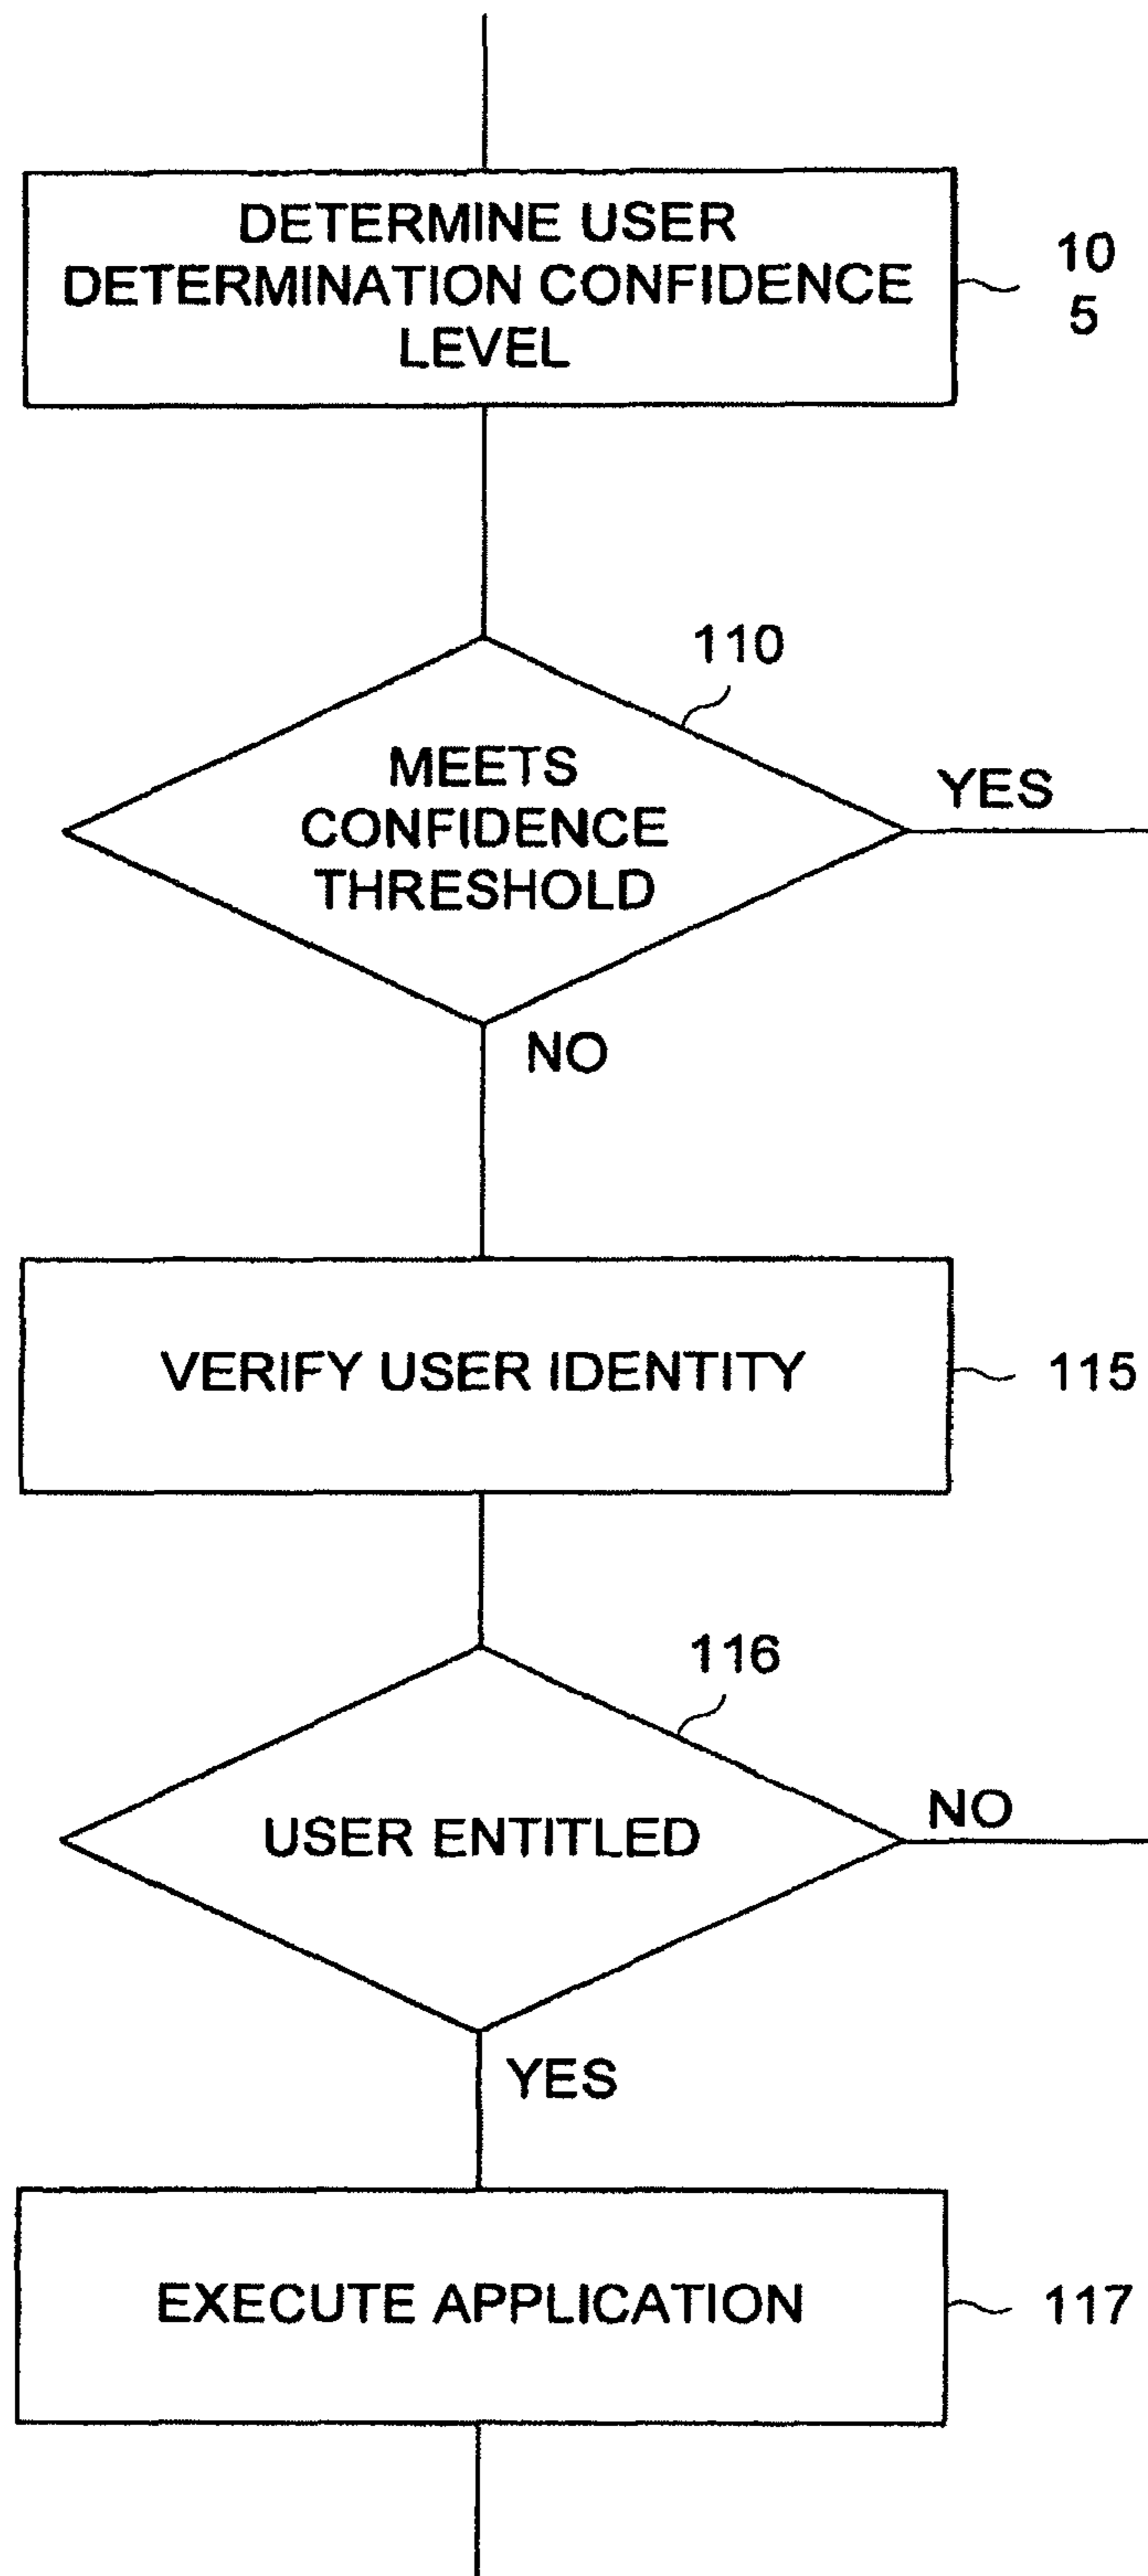 DETERMINE USER
DETERMINATION CONFIDENCE
LEVEL
10
5
110
MEETS
CONFIDENCE
THRESHOLD
YES
NO
VERIFY USER IDENTITY
115
116
USER ENTITLED
NO
YES
EXECUTE APPLICATION
117